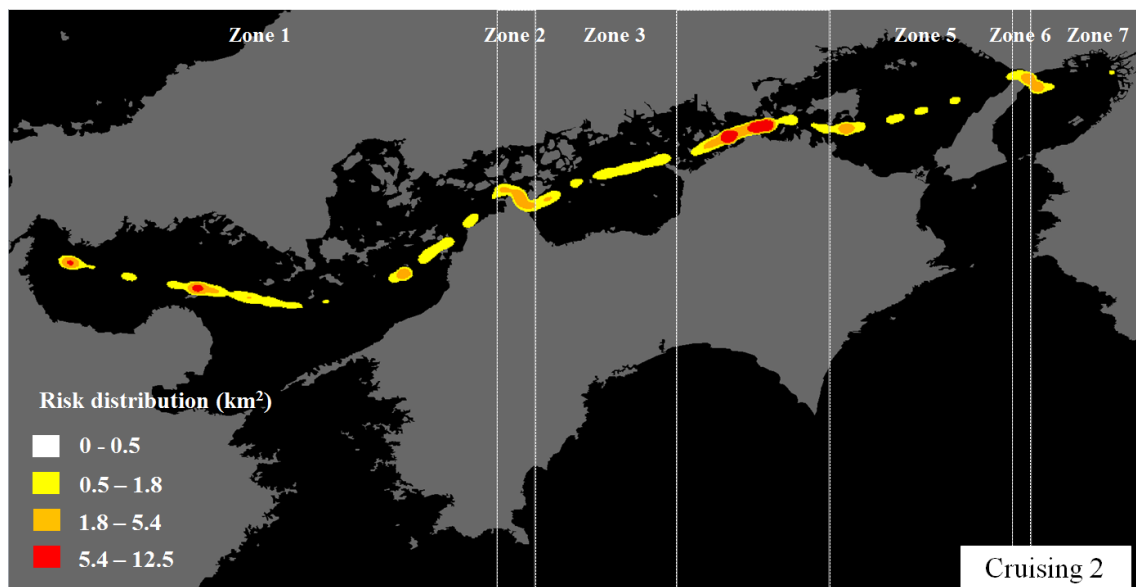 Zone 1
Zone 2
Zone 3
Zone 5
Zone 6
Zone 7
Risk distribution (km²)
0 - 0.5
0.5 – 1.8
1.8 – 5.4
5.4 – 12.5
Cruising 2